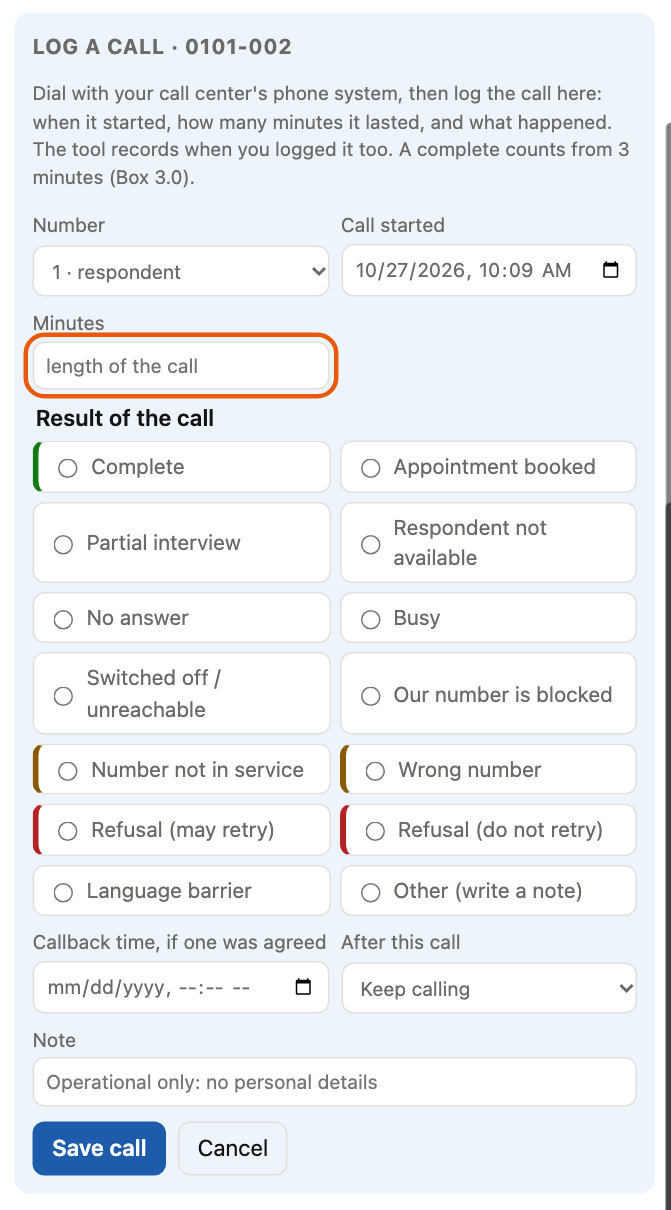 LOG A CALL · 0101-002
Dial with your call center's phone system, then log the call here:
when it started, how many minutes it lasted, and what happened.
The tool records when you logged it too. A complete counts from 3
minutes (Box 3.0).
Number
Call started
1 · respondent
10/27/2026, 10:09 AM
Minutes
length of the call
Result of the call
Complete
Appointment booked
Partial interview
Respondent not
available
No answer
Busy
Switched off /
unreachable
Our number is blocked
Number not in service
Wrong number
Refusal (may retry)
Refusal (do not retry)
Language barrier
Other (write a note)
Callback time, if one was agreed
After this call
mm/dd/yyyy, --:-- --
Keep calling
Note
Operational only: no personal details
Save call
Cancel